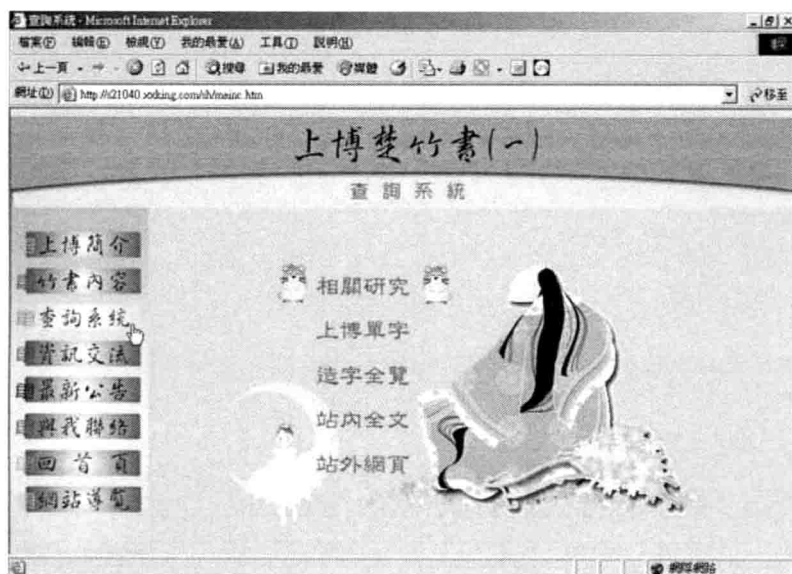 查詢系統 - Microsoft Internet Explorer
檔案(F) 編輯(E) 檢視(V) 我的最愛(A) 工具(T) 說明(H)
上一頁 搜尋 我的最愛 媒體
網址(D) http://s21040.xoxking.com/sh/mainc.htm 移至
上博楚竹書(一)
查詢系統
上博簡介
竹書內容
查詢系統
資訊交流
最新公告
與我聯絡
回首頁
網站導覽
相關研究
上博單字
造字全覽
站內全文
站外網頁
網際網路